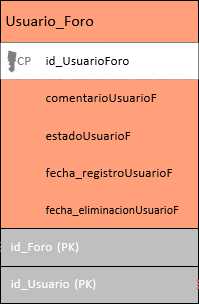 Usuario_Foro
CP id_UsuarioForo
comentarioUsuarioF
estadoUsuarioF
fecha_registroUsuarioF
fecha_eliminacionUsuarioF
id_Foro (PK)
id_Usuario (PK)